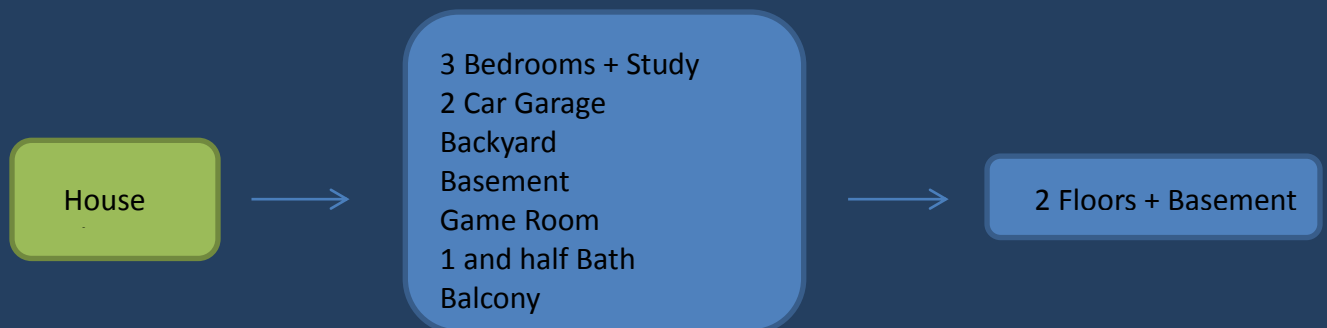 House
3 Bedrooms + Study
2 Car Garage
Backyard
Basement
Game Room
1 and half Bath
Balcony
2 Floors + Basement